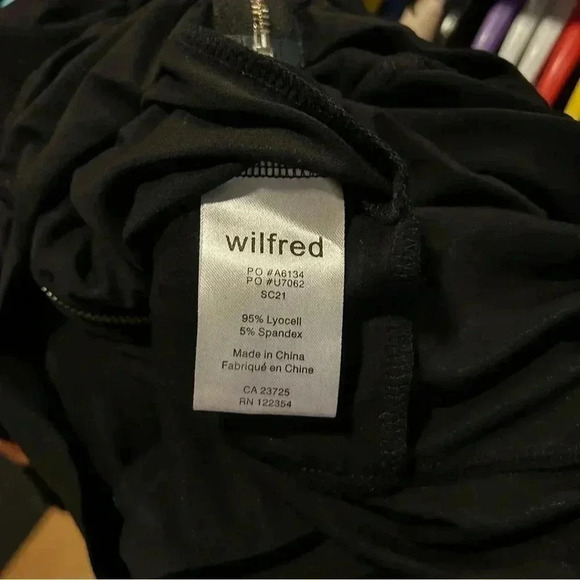 wilfred
PO #A6134
PO #U7062
SC21
95% Lyocell
5% Spandex
Made in China
Fabriqué en Chine
CA 23725
RN 122354